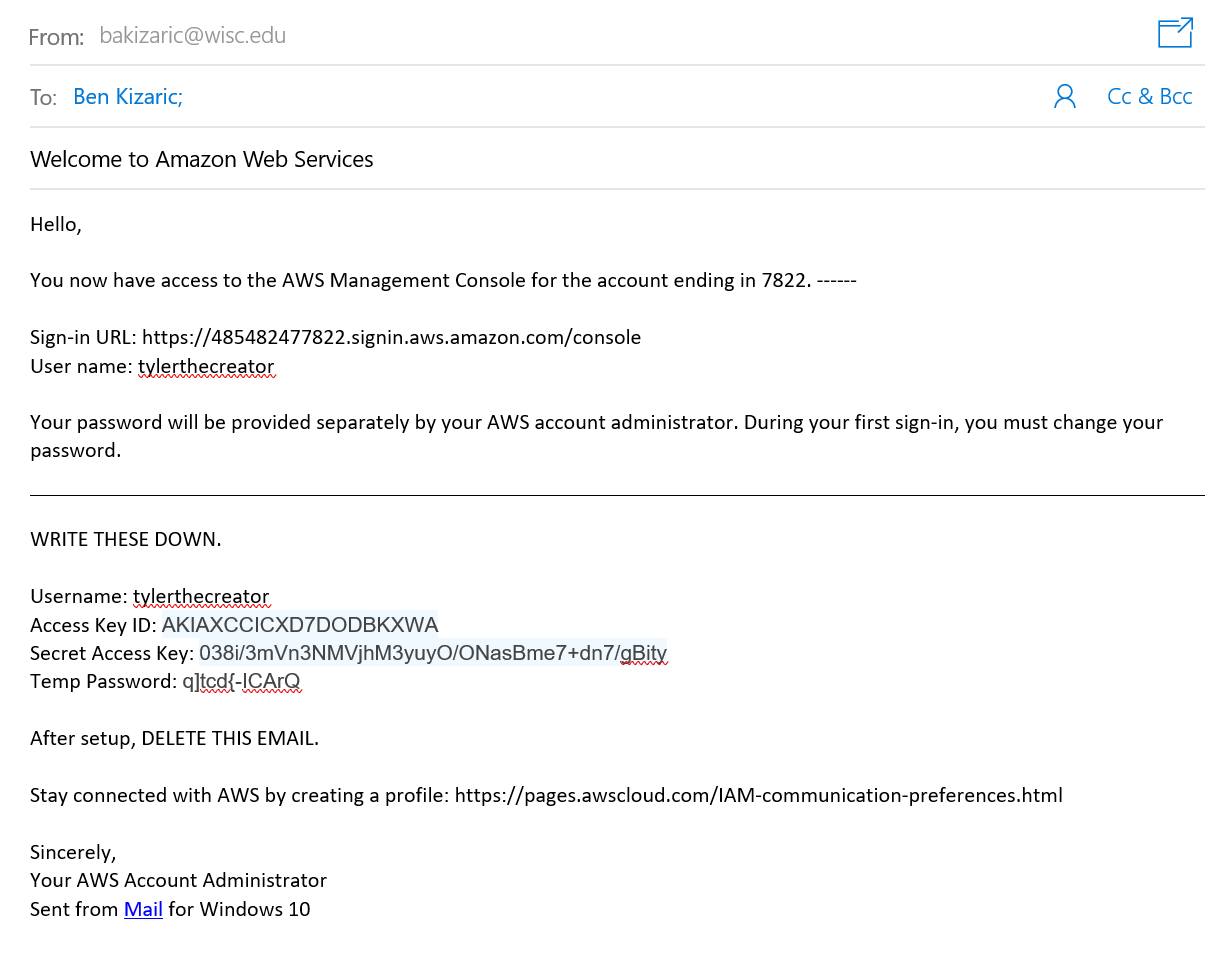 From: bakizaric@wisc.edu
To: Ben Kizaric; Cc & Bcc
Welcome to Amazon Web Services
Hello,
You now have access to the AWS Management Console for the account ending in 7822. ------
Sign-in URL: https://485482477822.signin.aws.amazon.com/console
User name: tylerthecreator
Your password will be provided separately by your AWS account administrator. During your first sign-in, you must change your
password.
WRITE THESE DOWN.
Username: tylerthecreator
Access Key ID: AKIAXCCICXD7DODBKXWA
Secret Access Key: 038i/3mVn3NMVjhM3yuyO/ONasBme7+dn7/gBity
Temp Password: q]tcd{-ICArQ
After setup, DELETE THIS EMAIL.
Stay connected with AWS by creating a profile: https://pages.awscloud.com/IAM-communication-preferences.html
Sincerely,
Your AWS Account Administrator
Sent from Mail for Windows 10